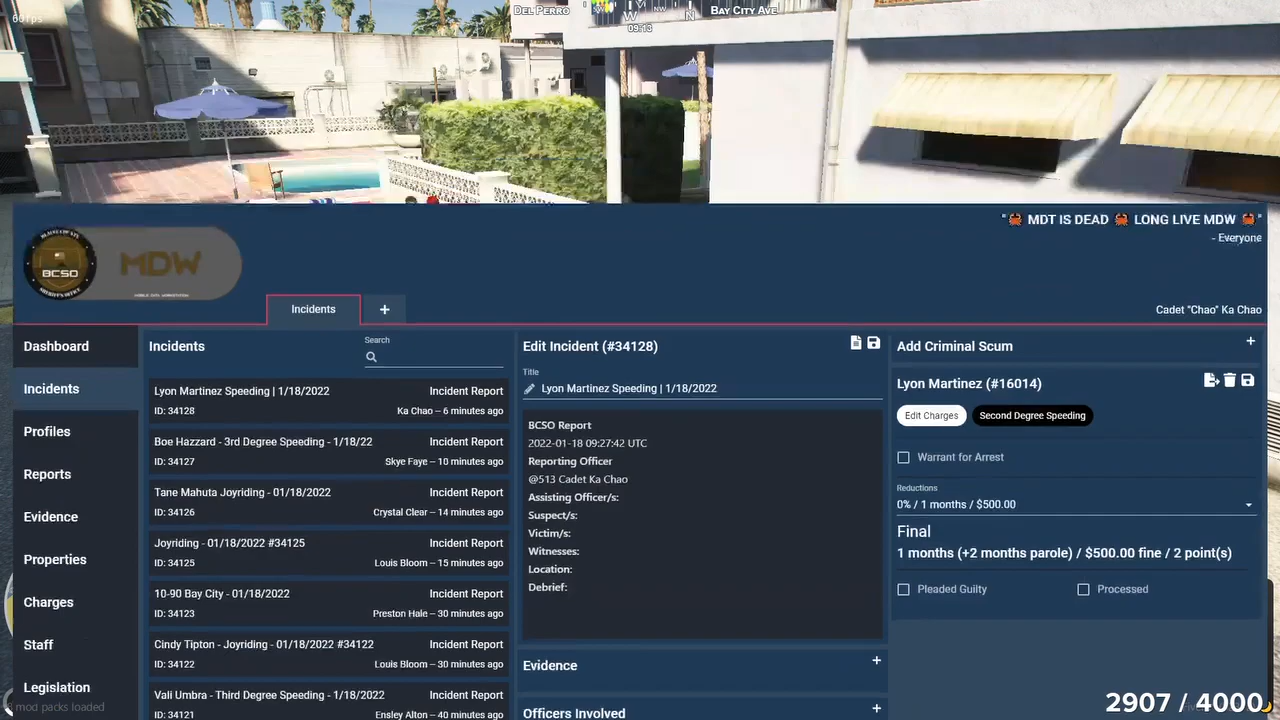 60fps
DEL PERRO
W
NW
N
BAY CITY AVE
09:13
"🦀 MDT IS DEAD 🦀 LONG LIVE MDW 🦀"
- Everyone
BCSO
MDW
MOBILE DATA WORKSTATION
Incidents
+
Cadet "Chao" Ka Chao
Dashboard
Incidents
Profiles
Reports
Evidence
Properties
Charges
Staff
Legislation
mod packs loaded
Incidents
Search
Lyon Martinez Speeding | 1/18/2022 Incident Report
ID: 34128 Ka Chao – 6 minutes ago
Boe Hazzard - 3rd Degree Speeding - 1/18/22 Incident Report
ID: 34127 Skye Faye – 10 minutes ago
Tane Mahuta Joyriding - 01/18/2022 Incident Report
ID: 34126 Crystal Clear – 14 minutes ago
Joyriding - 01/18/2022 #34125 Incident Report
ID: 34125 Louis Bloom – 15 minutes ago
10-90 Bay City - 01/18/2022 Incident Report
ID: 34123 Preston Hale – 30 minutes ago
Cindy Tipton - Joyriding - 01/18/2022 #34122 Incident Report
ID: 34122 Louis Bloom – 30 minutes ago
Vali Umbra - Third Degree Speeding - 1/18/2022 Incident Report
ID: 34121 Ensley Alton – 40 minutes ago
Edit Incident (#34128)
Title
Lyon Martinez Speeding | 1/18/2022
BCSO Report
2022-01-18 09:27:42 UTC
Reporting Officer
@513 Cadet Ka Chao
Assisting Officer/s:
Suspect/s:
Victim/s:
Witnesses:
Location:
Debrief:
Evidence +
Officers Involved +
Add Criminal Scum +
Lyon Martinez (#16014)
Edit Charges Second Degree Speeding
Warrant for Arrest
Reductions
0% / 1 months / $500.00
Final
1 months (+2 months parole) / $500.00 fine / 2 point(s)
Pleaded Guilty Processed
2907 / 4000